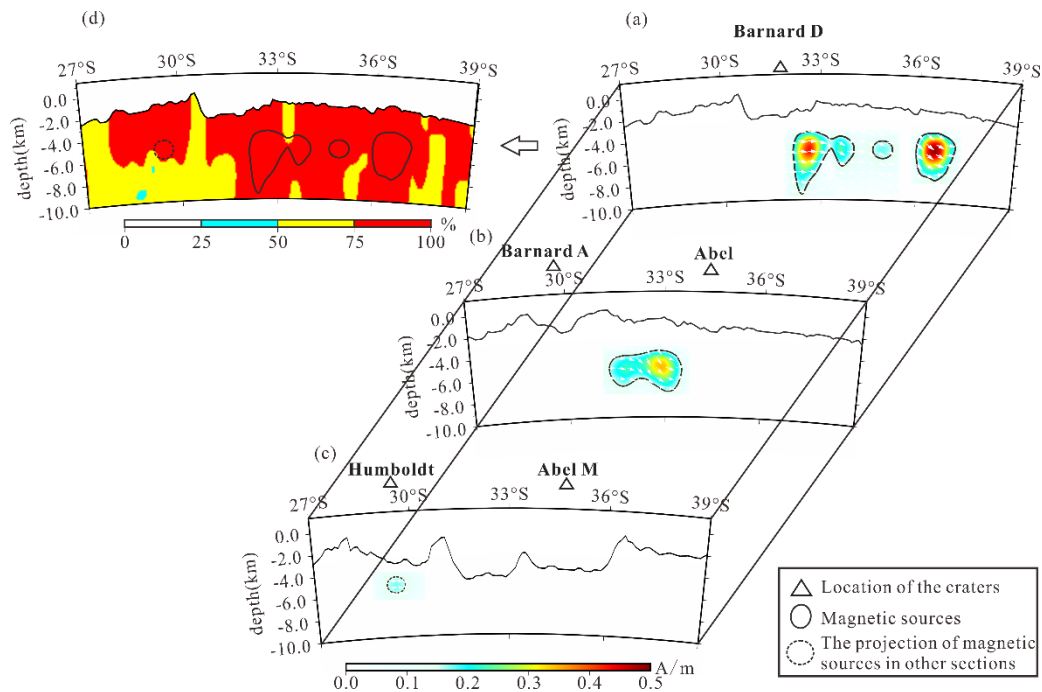 (d)
27°S 30°S 33°S 36°S 39°S
depth(km)
0.0
-2.0
-4.0
-6.0
-8.0
-10.0
0 25 50 75 100 %
(a)
Barnard D
27°S 30°S 33°S 36°S 39°S
depth(km)
0.0
-2.0
-4.0
-6.0
-8.0
-10.0
(b)
Barnard A Abel
27°S 30°S 33°S 36°S 39°S
depth(km)
0.0
-2.0
-4.0
-6.0
-8.0
-10.0
(c)
Humboldt Abel M
27°S 30°S 33°S 36°S 39°S
depth(km)
0.0
-2.0
-4.0
-6.0
-8.0
-10.0
A/m
0.0 0.1 0.2 0.3 0.4 0.5
Location of the craters
Magnetic sources
The projection of magnetic
sources in other sections